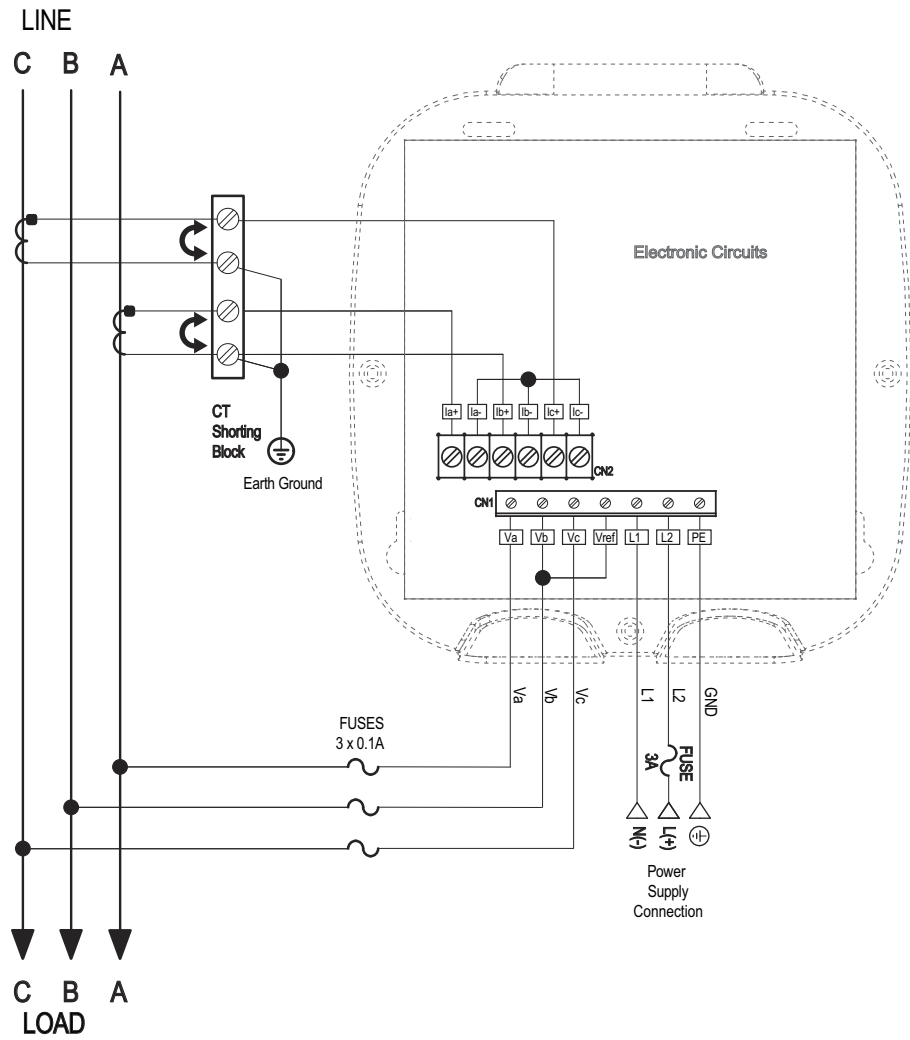 LINE
C B A
Electronic Circuits
CT
Shorting
Block
Earth Ground
Ia+ Ia- Ib+ Ib- Ic+ Ic-
CN2
CN1
Va Vb Vc Vref L1 L2 PE
Va Vb Vc L1 L2 GND
FUSES
3 x 0.1A
FUSE
3A
N(-) L(+)
Power
Supply
Connection
C B A
LOAD